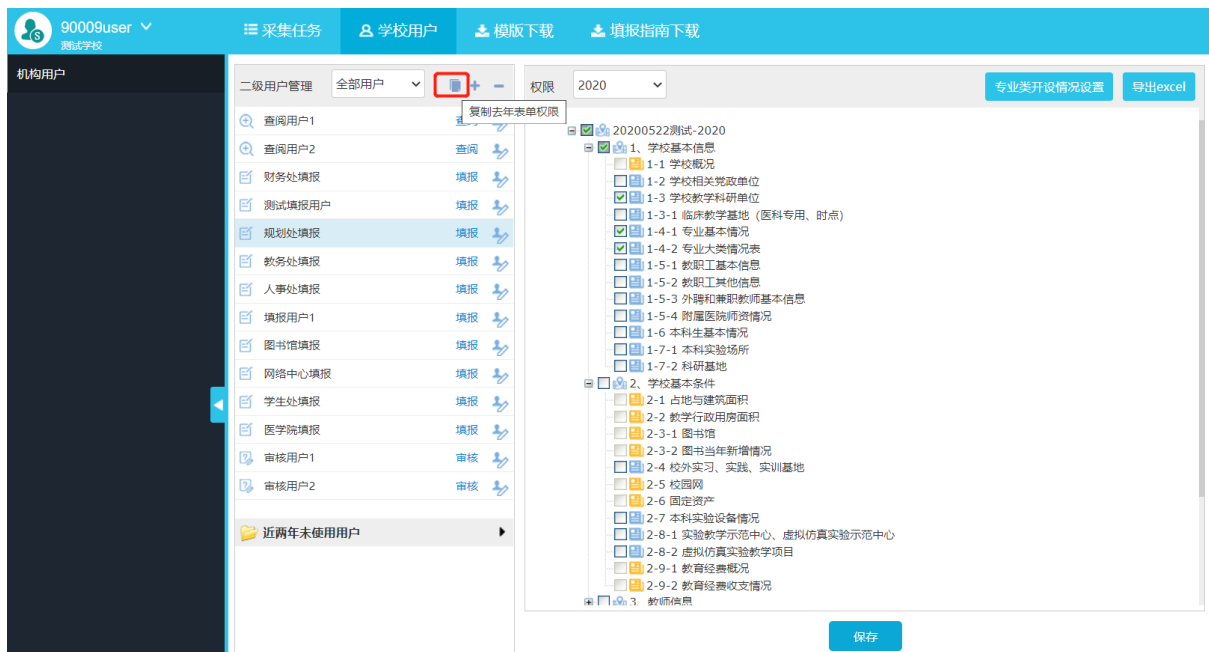 90009user
测试学校
采集任务
学校用户
模版下载
填报指南下载
机构用户
二级用户管理
全部用户
复制去年表单权限
查阅用户1
查阅用户2 查阅
财务处填报 填报
测试填报用户 填报
规划处填报 填报
教务处填报 填报
人事处填报 填报
填报用户1 填报
图书馆填报 填报
网络中心填报 填报
学生处填报 填报
医学院填报 填报
审核用户1 审核
审核用户2 审核
近两年未使用用户
权限
2020
专业类开设情况设置
导出excel
20200522测试-2020
1、学校基本信息
1-1 学校概况
1-2 学校相关党政单位
1-3 学校教学科研单位
1-3-1 临床教学基地（医科专用、时点）
1-4-1 专业基本情况
1-4-2 专业大类情况表
1-5-1 教职工基本信息
1-5-2 教职工其他信息
1-5-3 外聘和兼职教师基本信息
1-5-4 附属医院师资情况
1-6 本科生基本情况
1-7-1 本科实验场所
1-7-2 科研基地
2、学校基本条件
2-1 占地与建筑面积
2-2 教学行政用房面积
2-3-1 图书馆
2-3-2 图书当年新增情况
2-4 校外实习、实践、实训基地
2-5 校园网
2-6 固定资产
2-7 本科实验设备情况
2-8-1 实验教学示范中心、虚拟仿真实验示范中心
2-8-2 虚拟仿真实验教学项目
2-9-1 教育经费概况
2-9-2 教育经费收支情况
3、教师信息
保存